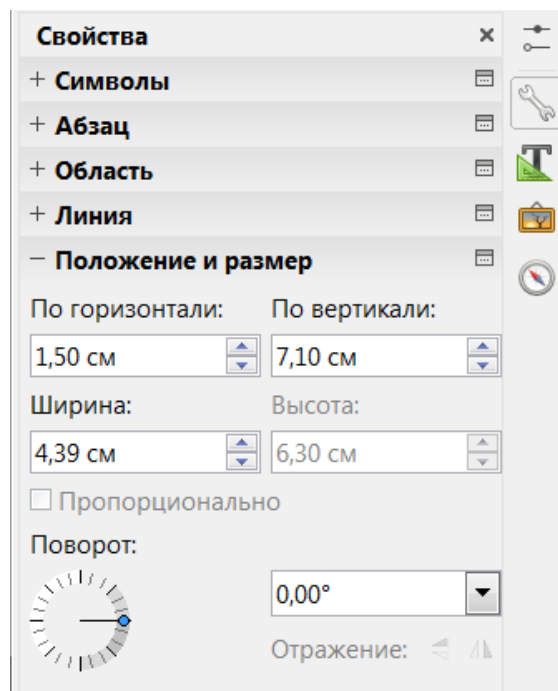 Свойства
Символы
Абзац
Область
Линия
Положение и размер
По горизонтали: По вертикали:
1,50 см 7,10 см
Ширина: Высота:
4,39 см 6,30 см
Пропорционально
Поворот:
0,00°
Отражение: